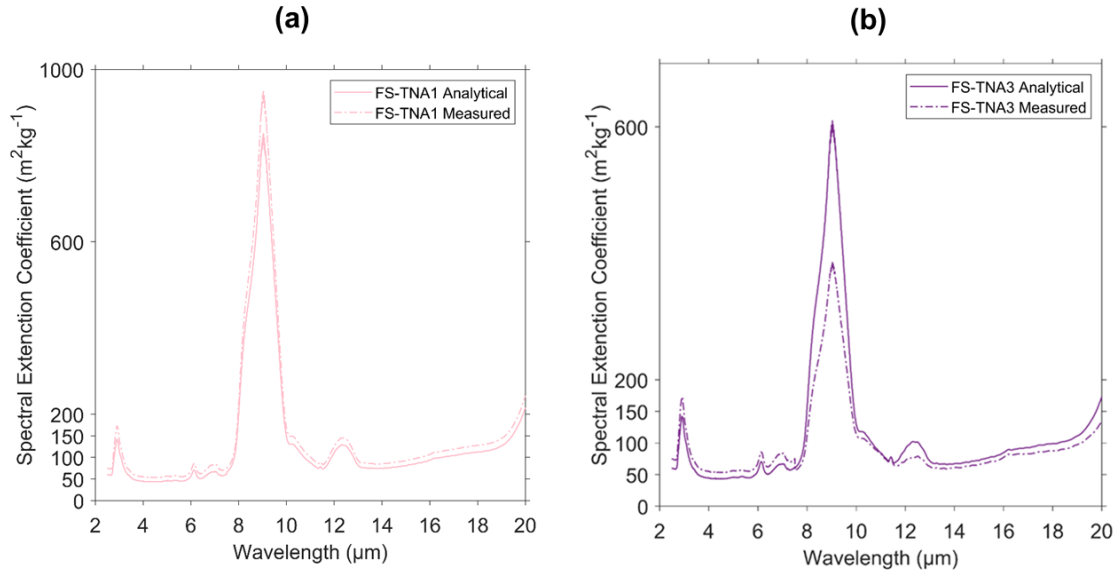 (a)
1000
600
200
150
100
50
0
2 4 6 8 10 12 14 16 18 20
Wavelength (µm)
Spectral Extenction Coefficient (m²kg⁻¹)
FS-TNA1 Analytical
FS-TNA1 Measured
(b)
600
200
150
100
50
0
2 4 6 8 10 12 14 16 18 20
Wavelength (µm)
Spectral Extenction Coefficient (m²kg⁻¹)
FS-TNA3 Analytical
FS-TNA3 Measured